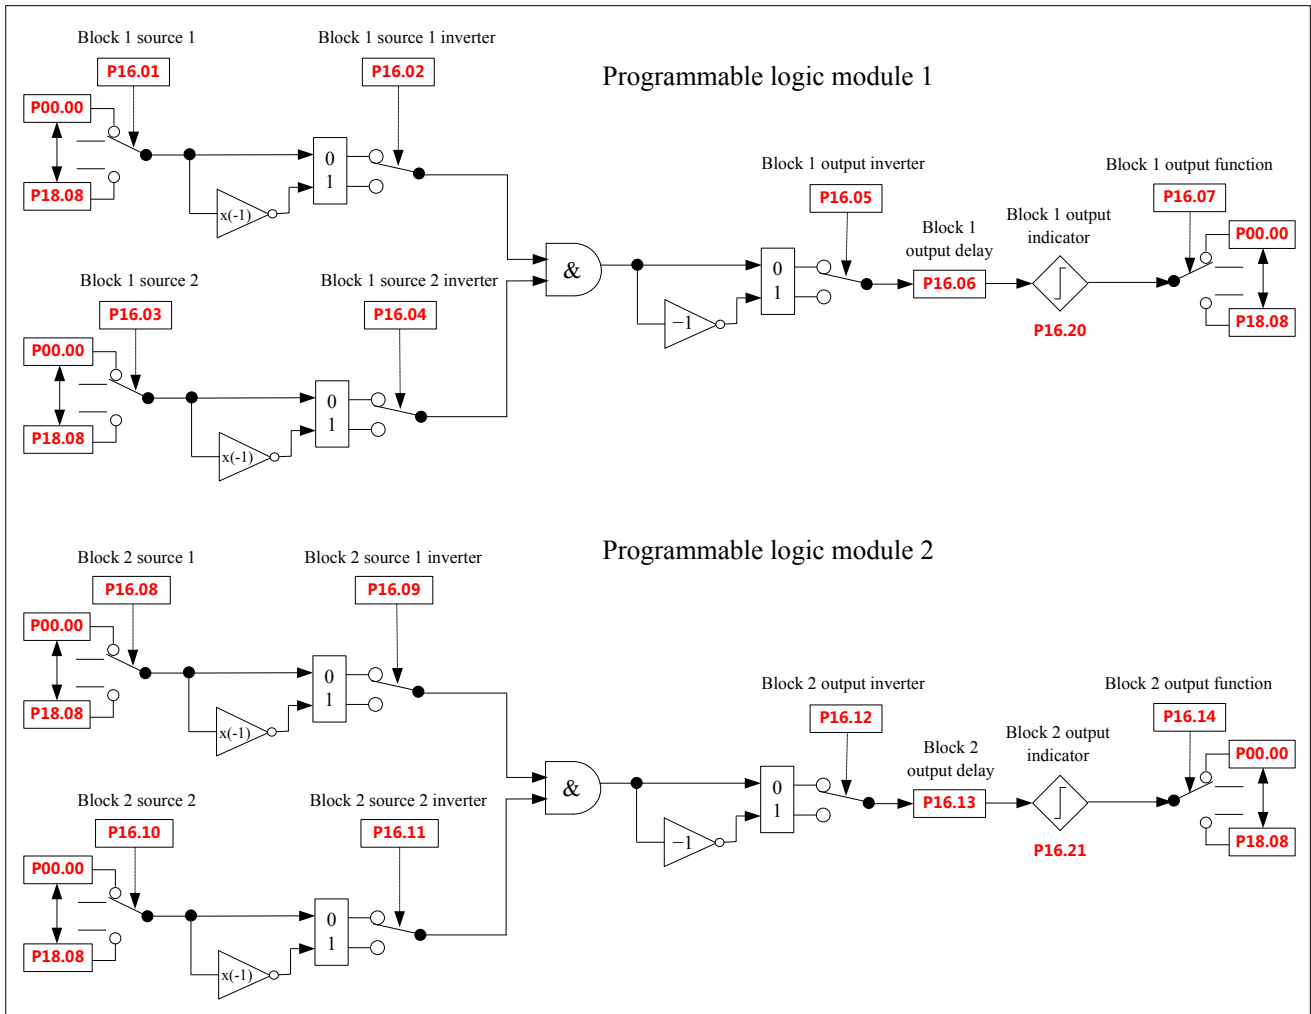 Block 1 source 1
Block 1 source 1 inverter
P16.01
P16.02
Programmable logic module 1
P00.00
P18.08
0
1
x(-1)
Block 1 output inverter
Block 1 output function
P16.05
P16.07
Block 1
output delay
Block 1 output
indicator
P00.00
P16.06
P18.08
P16.20
&
0
1
−1
Block 1 source 2
Block 1 source 2 inverter
P16.03
P16.04
P00.00
P18.08
0
1
x(-1)
Block 2 source 1
Block 2 source 1 inverter
Programmable logic module 2
P16.08
P16.09
P00.00
P18.08
0
1
x(-1)
Block 2 output inverter
Block 2 output function
P16.12
P16.14
Block 2
output delay
Block 2 output
indicator
P00.00
P16.13
P18.08
P16.21
&
0
1
−1
Block 2 source 2
Block 2 source 2 inverter
P16.10
P16.11
P00.00
P18.08
0
1
x(-1)